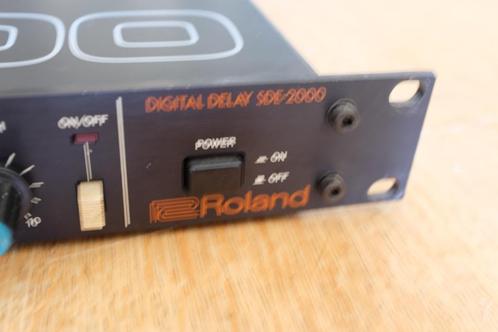 DIGITAL DELAY SDE-2000
ON/OFF
POWER
ON
OFF
Roland